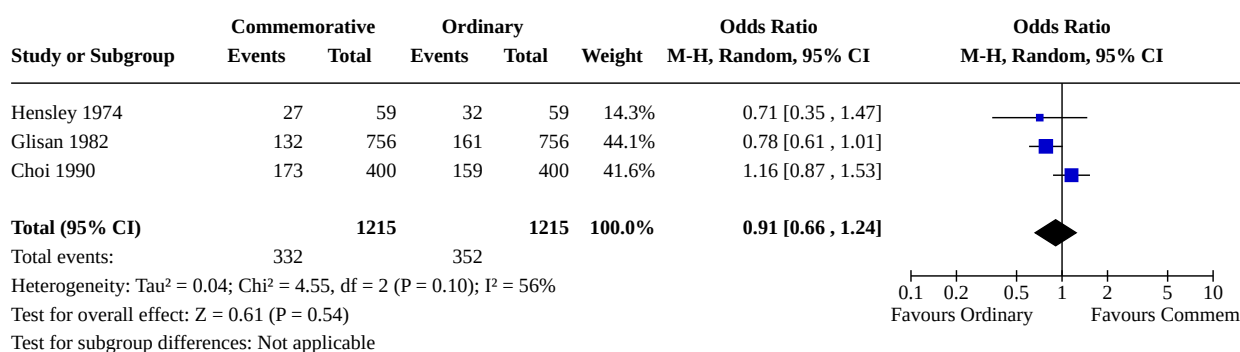 Commemorative Ordinary Odds Ratio Odds Ratio
Study or Subgroup Events Total Events Total Weight M-H, Random, 95% CI M-H, Random, 95% CI
Hensley 1974 27 59 32 59 14.3% 0.71 [0.35 , 1.47]
Glisan 1982 132 756 161 756 44.1% 0.78 [0.61 , 1.01]
Choi 1990 173 400 159 400 41.6% 1.16 [0.87 , 1.53]
Total (95% CI) 1215 1215 100.0% 0.91 [0.66 , 1.24]
Total events: 332 352
Heterogeneity: Tau² = 0.04; Chi² = 4.55, df = 2 (P = 0.10); I² = 56%
0.1 0.2 0.5 1 2 5 10
Test for overall effect: Z = 0.61 (P = 0.54)
Favours Ordinary Favours Commem
Test for subgroup differences: Not applicable